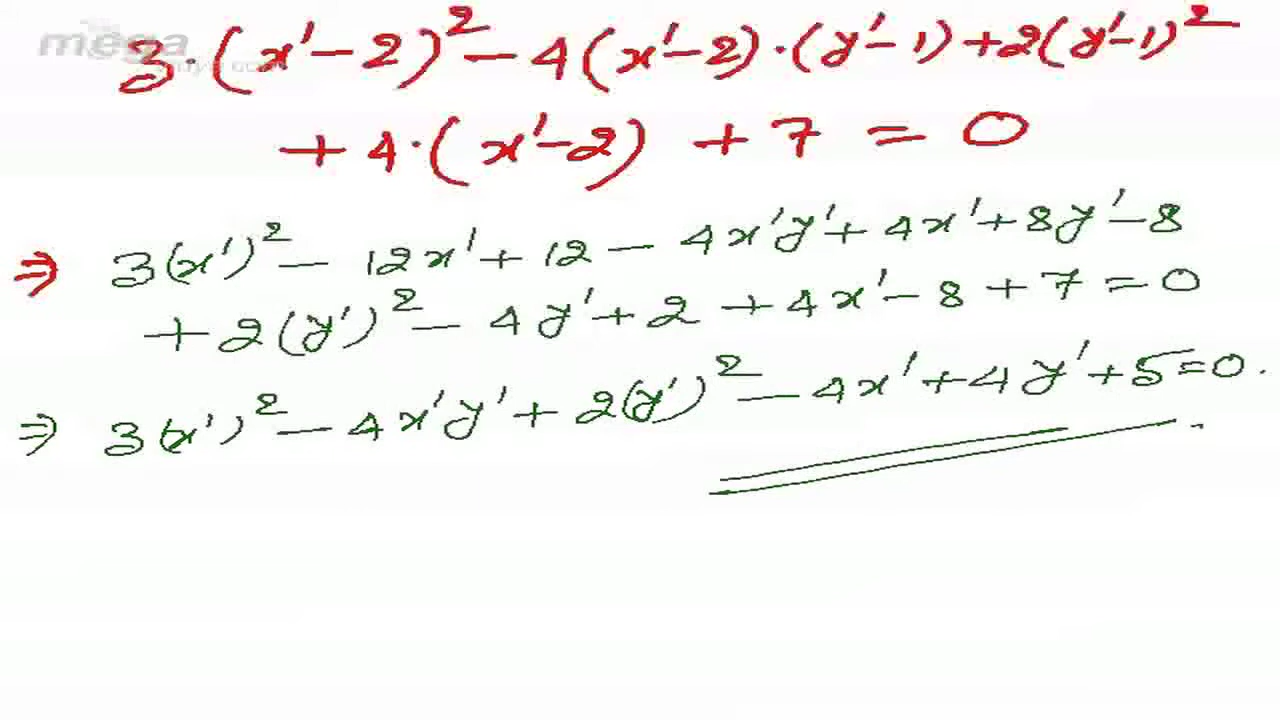 mega
3·(x'-2)² - 4(x'-2)·(y'-1)+2(y'-1)²
+ 4·(x'-2) + 7 = 0
⇒ 3(x')² - 12x' + 12 - 4x'y' + 4x' + 8y' - 8
+ 2(y')² - 4y' + 2 + 4x' - 8 + 7 = 0
⇒ 3(x')² - 4x'y' + 2(y')² - 4x' + 4y' + 5 = 0.